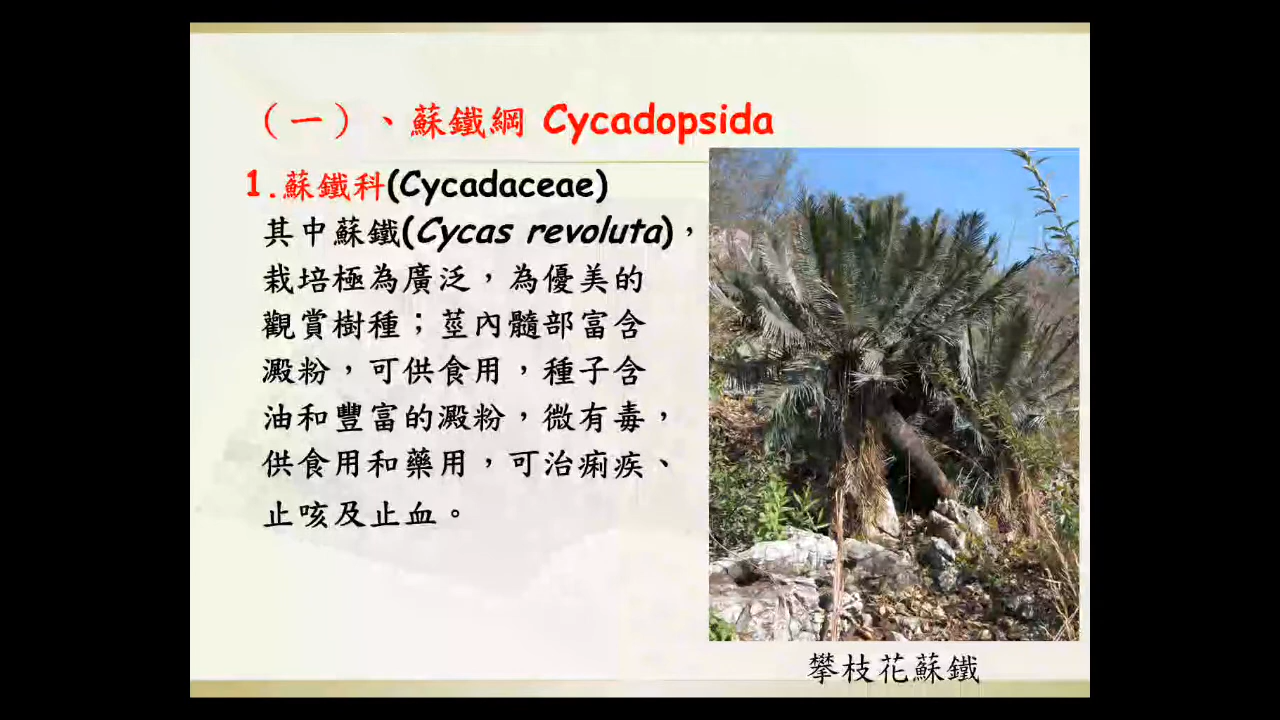 （一）、蘇鐵綱 Cycadopsida
1.蘇鐵科(Cycadaceae)
其中蘇鐵(Cycas revoluta)，
栽培極為廣泛，為優美的
觀賞樹種；莖內髓部富含
澱粉，可供食用，種子含
油和豐富的澱粉，微有毒，
供食用和藥用，可治痢疾、
止咳及止血。
攀枝花蘇鐵